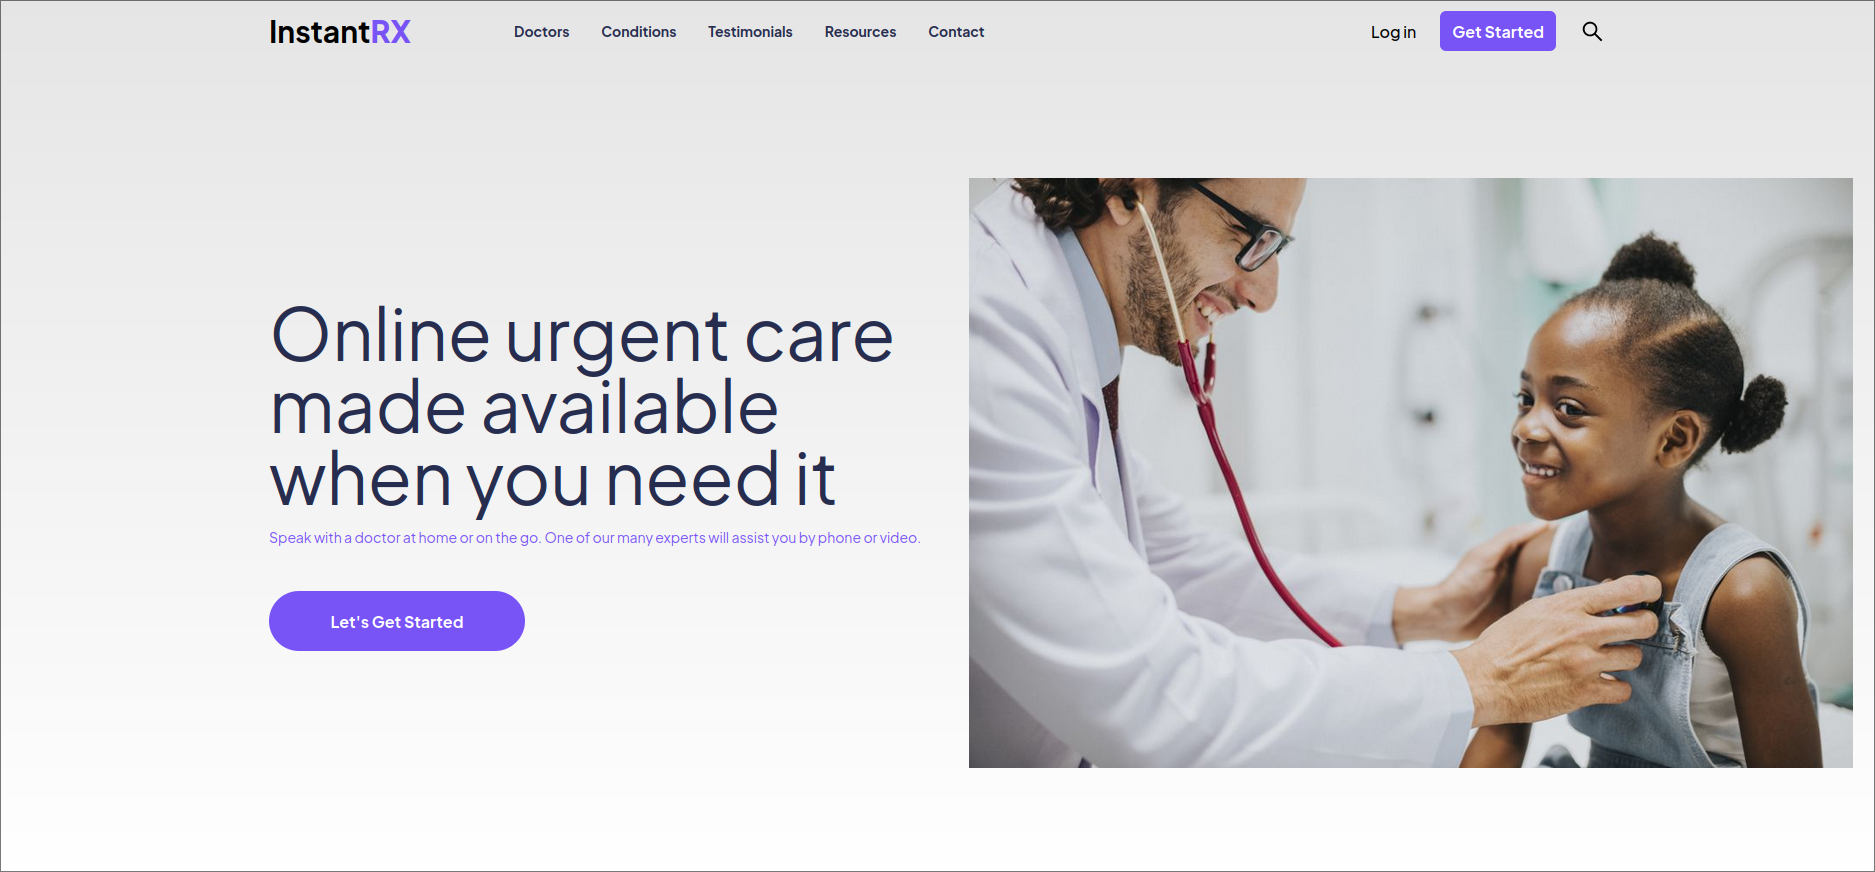 InstantRX Doctors Conditions Testimonials Resources Contact Log in Get Started
Online urgent care
made available
when you need it
Speak with a doctor at home or on the go. One of our many experts will assist you by phone or video.
Let's Get Started